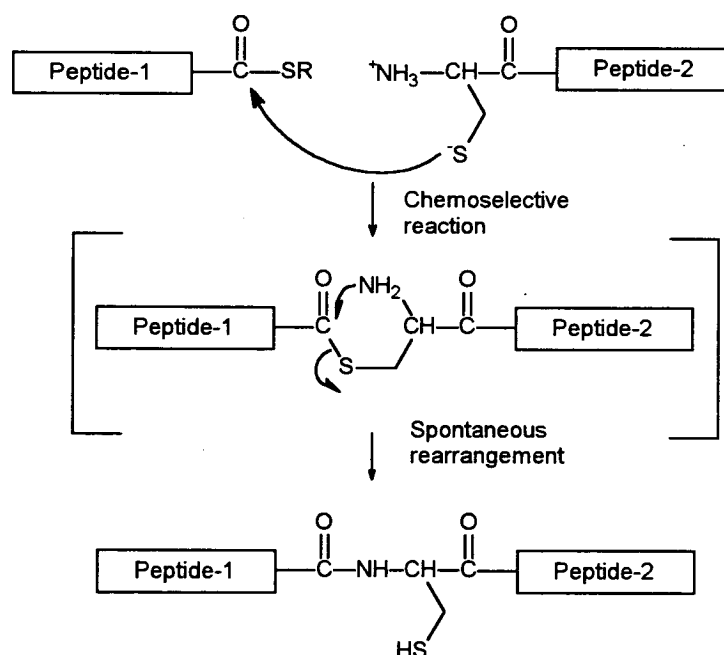 O O
Peptide-1 C SR ⁺NH₃ CH C Peptide-2
⁻S
Chemoselective
reaction
O NH₂ O
Peptide-1 C CH C Peptide-2
S
Spontaneous
rearrangement
O O
Peptide-1 C NH CH C Peptide-2
HS